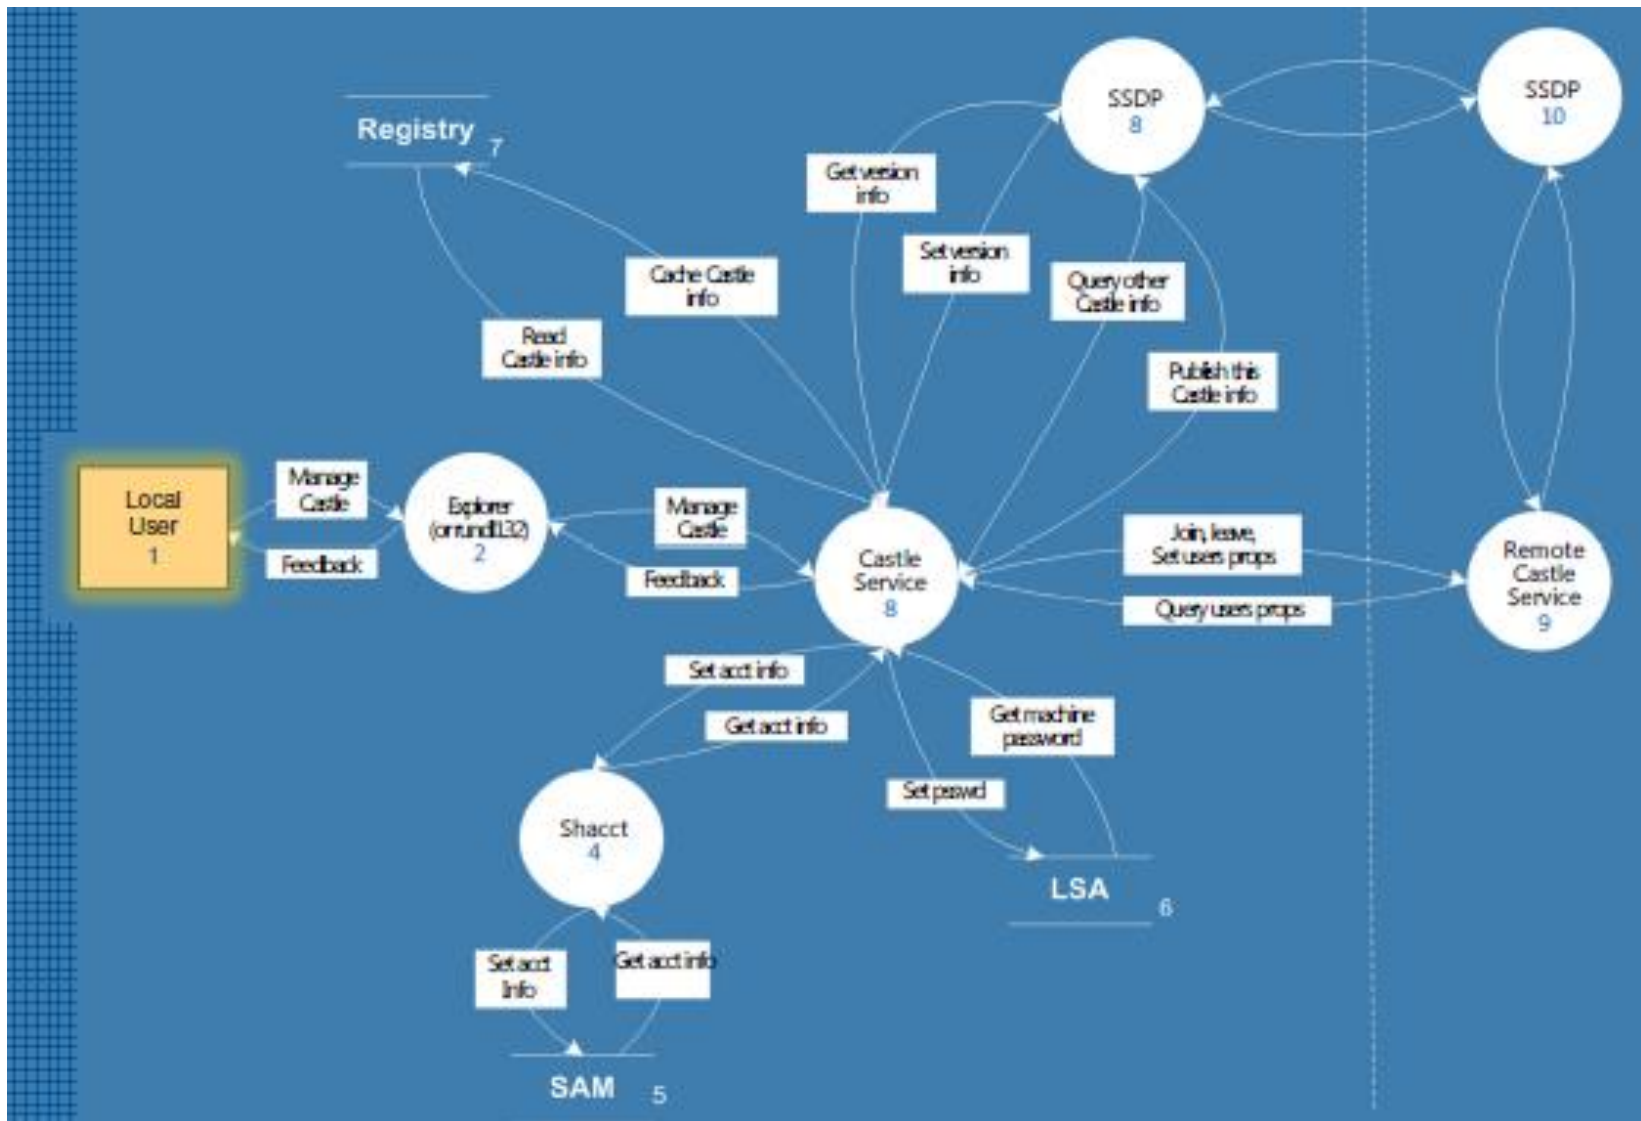 SSDP
8
SSDP
10
Registry
7
Get version
info
Set version
info
Cache Castle
info
Query other
Castle info
Read
Castle info
Publish this
Castle info
Local
User
1
Manage
Castle
Feedback
Explorer
(or rundll32)
2
Manage
Castle
Feedback
Castle
Service
8
Join, leave,
Set users props
Query users props
Remote
Castle
Service
9
Set acct info
Get acct info
Get machine
password
Set psswd
Shacct
4
LSA
6
Set acct
Info
Get acct info
SAM
5